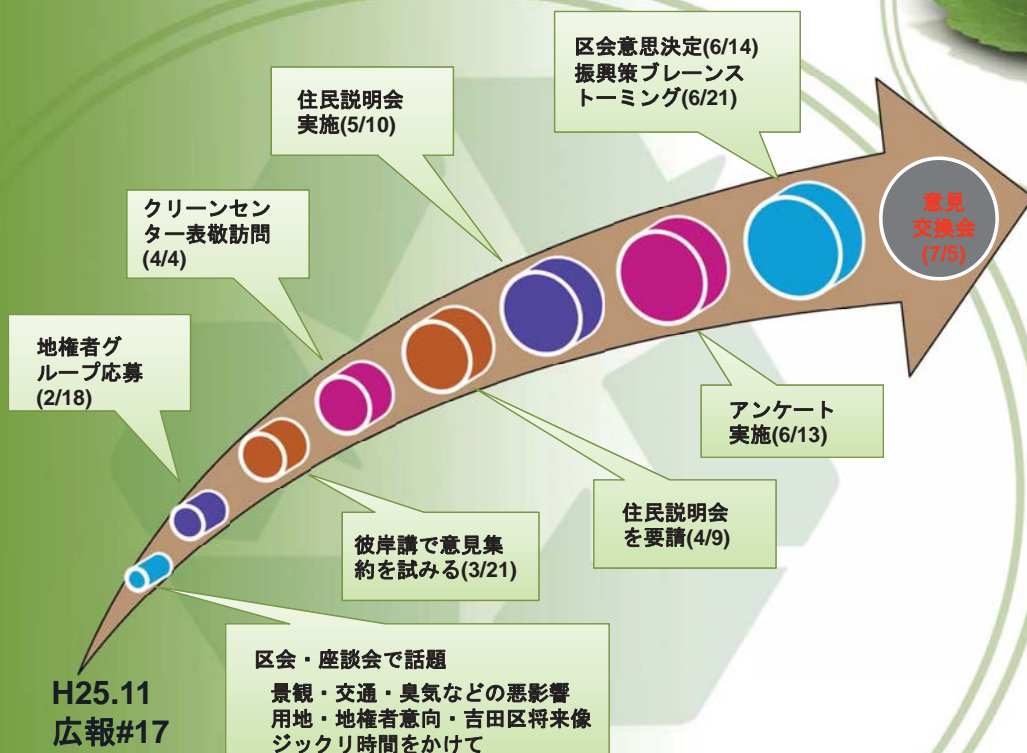 区会意思決定(6/14)
振興策ブレーンス
トーミング(6/21)
住民説明会
実施(5/10)
クリーンセン
ター表敬訪問
(4/4)
意見
交換会
(7/5)
地権者グ
ループ応募
(2/18)
アンケート
実施(6/13)
住民説明会
を要請(4/9)
彼岸講で意見集
約を試みる(3/21)
区会・座談会で話題
景観・交通・臭気などの悪影響
用地・地権者意向・吉田区将来像
ジックリ時間をかけて
H25.11
広報#17